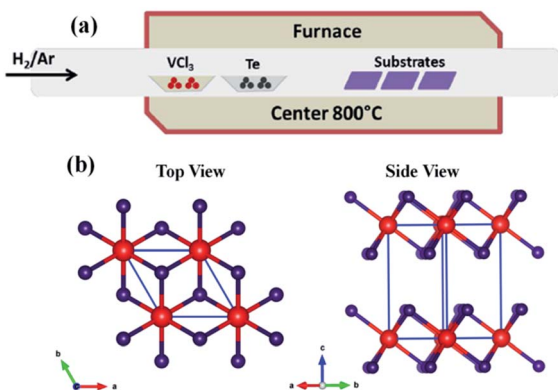 (a)
Furnace
H2/Ar
VCl3
Te
Substrates
Center 800°C
(b)
Top View
Side View
b
a
c
a
b